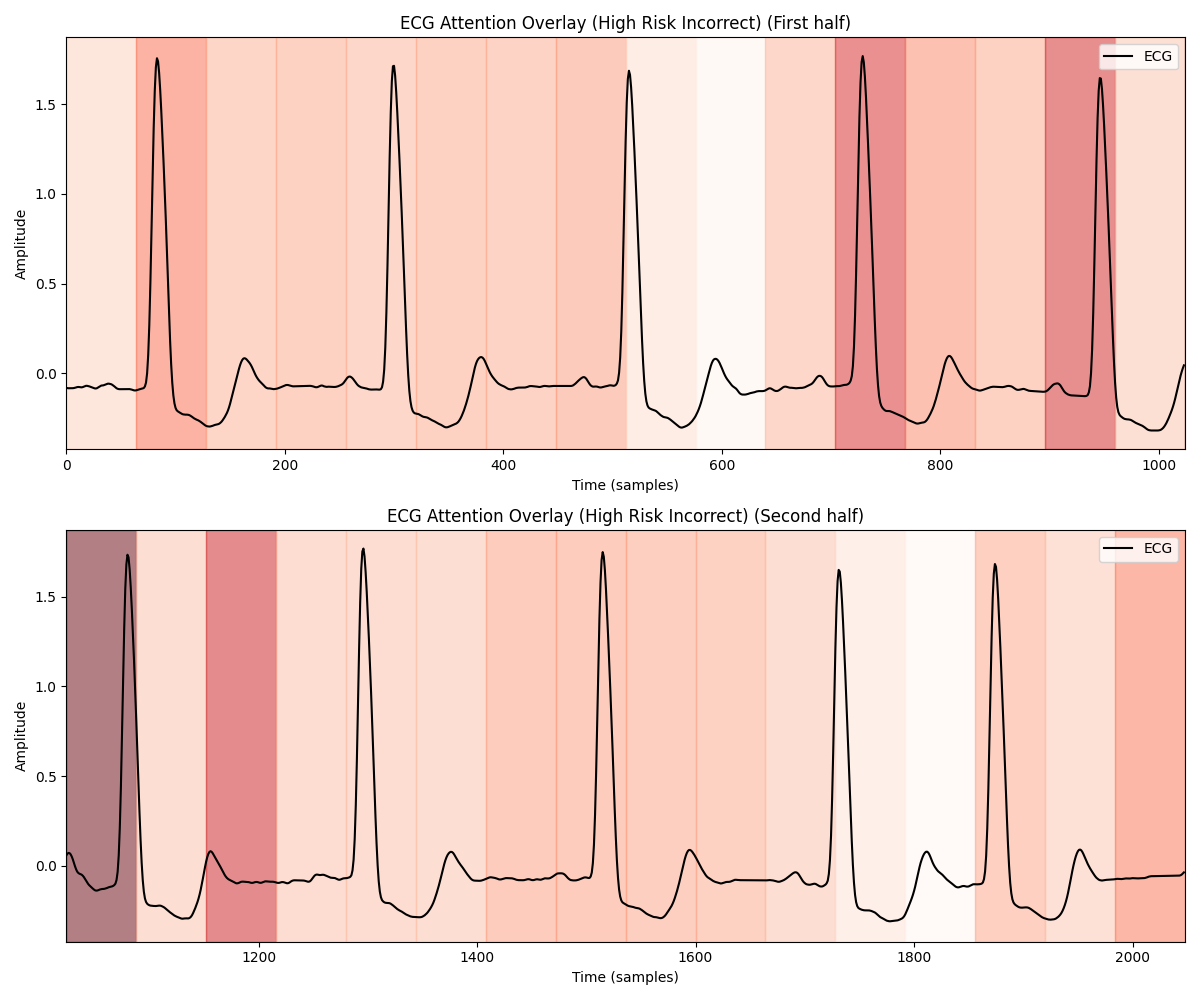 ECG Attention Overlay (High Risk Incorrect) (First half)
ECG
1.5
1.0
0.5
0.0
Amplitude
0 200 400 600 800 1000
Time (samples)
ECG Attention Overlay (High Risk Incorrect) (Second half)
ECG
1.5
1.0
0.5
0.0
Amplitude
1200 1400 1600 1800 2000
Time (samples)